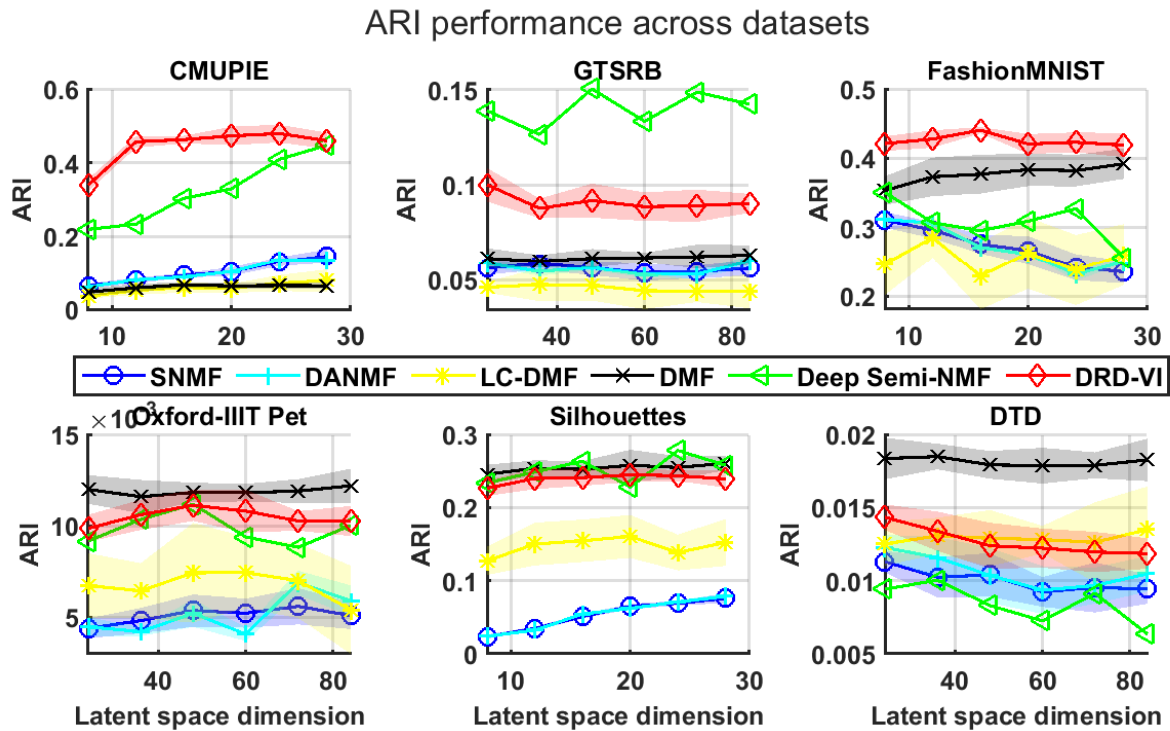 ARI performance across datasets
CMUPIE
GTSRB
FashionMNIST
0.6
0.4
0.2
0
ARI
10
20
30
0.15
0.1
0.05
ARI
40
60
80
0.5
0.4
0.3
0.2
ARI
10
20
30
SNMF DANMF LC-DMF DMF Deep Semi-NMF DRD-VI
×10⁻³
Oxford-IIIT Pet
Silhouettes
DTD
15
10
5
ARI
40
60
80
Latent space dimension
0.3
0.2
0.1
0
ARI
10
20
30
Latent space dimension
0.02
0.015
0.01
0.005
ARI
40
60
80
Latent space dimension